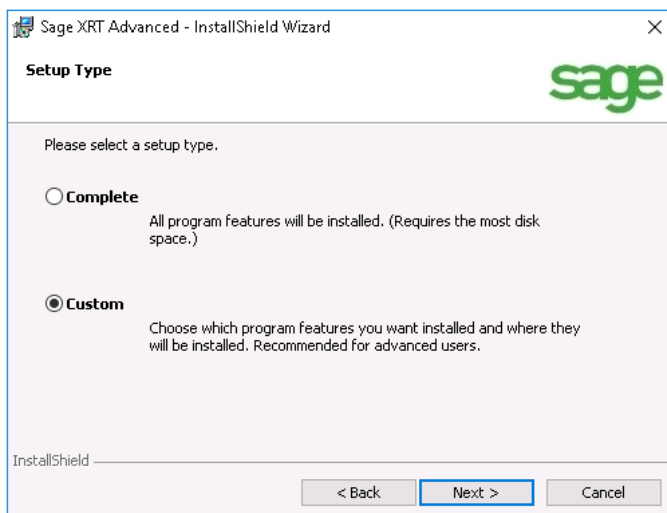 Sage XRT Advanced - InstallShield Wizard
Setup Type
sage
Please select a setup type.
Complete
All program features will be installed. (Requires the most disk
space.)
Custom
Choose which program features you want installed and where they
will be installed. Recommended for advanced users.
InstallShield
< Back
Next >
Cancel